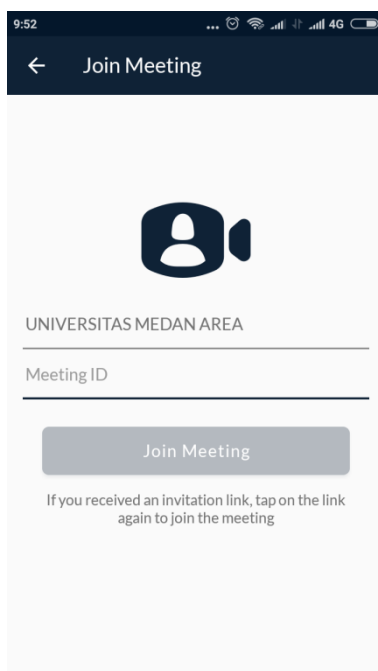 9:52 ... 4G
Join Meeting
UNIVERSITAS MEDAN AREA
Meeting ID
Join Meeting
If you received an invitation link, tap on the link
again to join the meeting